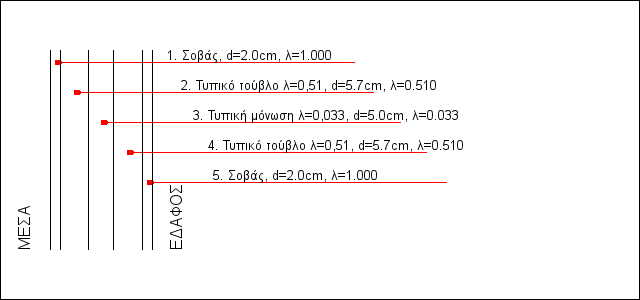 1. Σοβάς, d=2.0cm, λ=1.000
2. Τυπικό τούβλο λ=0,51, d=5.7cm, λ=0.510
3. Τυπική μόνωση λ=0,033, d=5.0cm, λ=0.033
4. Τυπικό τούβλο λ=0,51, d=5.7cm, λ=0.510
5. Σοβάς, d=2.0cm, λ=1.000
ΜΕΣΑ
ΕΔΑΦΟΣ